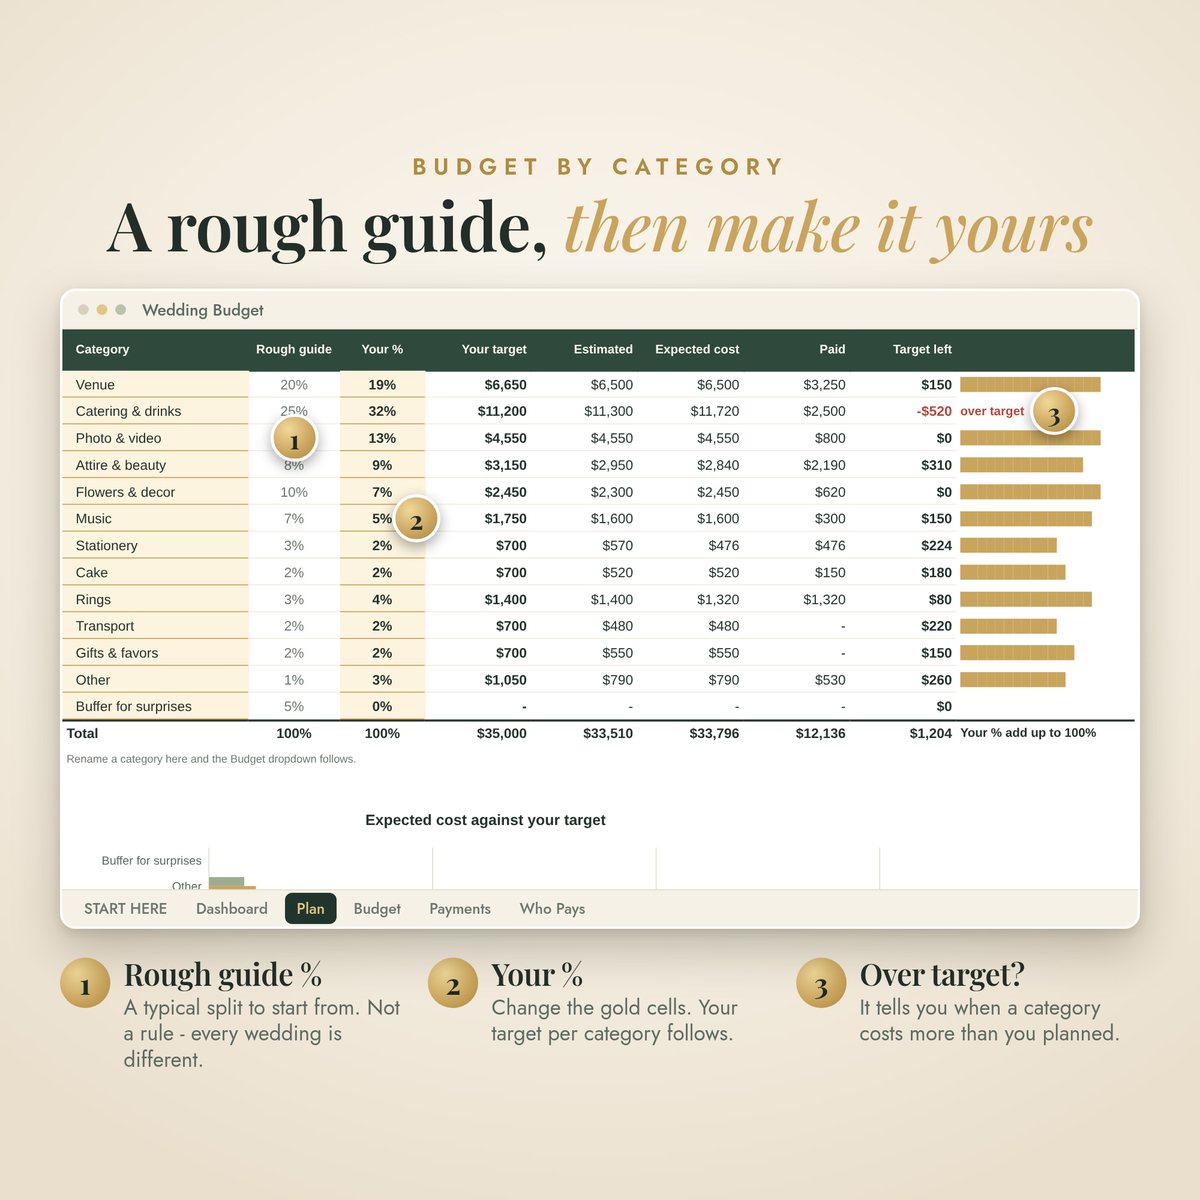 BUDGET BY CATEGORY
A rough guide, then make it yours
Wedding Budget
Category Rough guide Your % Your target Estimated Expected cost Paid Target left
Venue 20% 19% $6,650 $6,500 $6,500 $3,250 $150
Catering & drinks 25% 32% $11,200 $11,300 $11,720 $2,500 -$520 over target 3
Photo & video 1 13% $4,550 $4,550 $4,550 $800 $0
Attire & beauty 8% 9% $3,150 $2,950 $2,840 $2,190 $310
Flowers & decor 10% 7% $2,450 $2,300 $2,450 $620 $0
Music 7% 5% 2 $1,750 $1,600 $1,600 $300 $150
Stationery 3% 2% $700 $570 $476 $476 $224
Cake 2% 2% $700 $520 $520 $150 $180
Rings 3% 4% $1,400 $1,400 $1,320 $1,320 $80
Transport 2% 2% $700 $480 $480 - $220
Gifts & favors 2% 2% $700 $550 $550 - $150
Other 1% 3% $1,050 $790 $790 $530 $260
Buffer for surprises 5% 0% - - - - $0
Total 100% 100% $35,000 $33,510 $33,796 $12,136 $1,204 Your % add up to 100%
Rename a category here and the Budget dropdown follows.
Expected cost against your target
Buffer for surprises
Other
START HERE Dashboard Plan Budget Payments Who Pays
1 Rough guide %
A typical split to start from. Not
a rule - every wedding is
different.
2 Your %
Change the gold cells. Your
target per category follows.
3 Over target?
It tells you when a category
costs more than you planned.